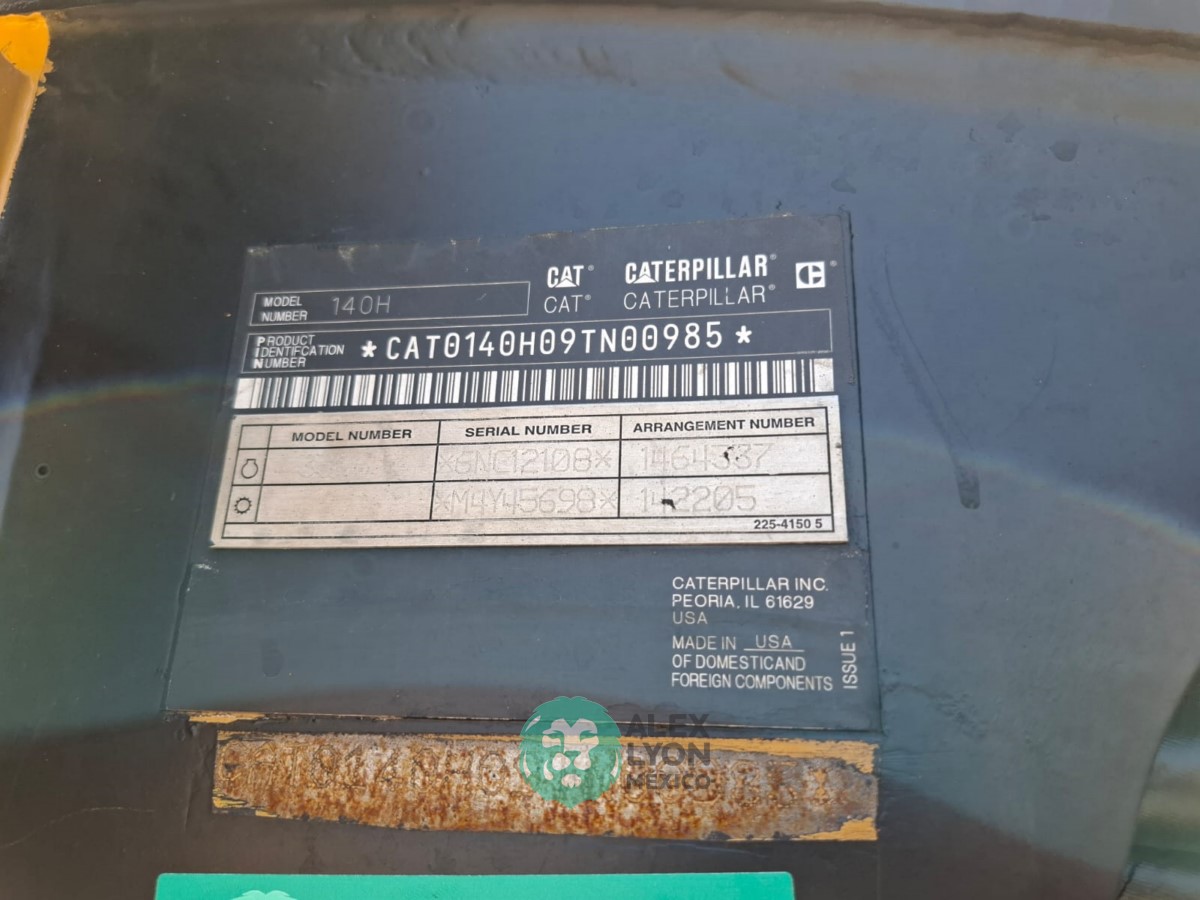 CAT® CATERPILLAR®
CAT® CATERPILLAR®
MODEL NUMBER 140H
PRODUCT IDENTIFCATION NUMBER *CAT0140H09TN00985*
MODEL NUMBER SERIAL NUMBER ARRANGEMENT NUMBER
*6NC12108* 1464337
*M4Y45698* 142205
225-4150 5
CATERPILLAR INC.
PEORIA, IL 61629
USA
MADE IN USA
OF DOMESTICAND
FOREIGN COMPONENTS
ISSUE 1
ALEX
LYON
MEXICO